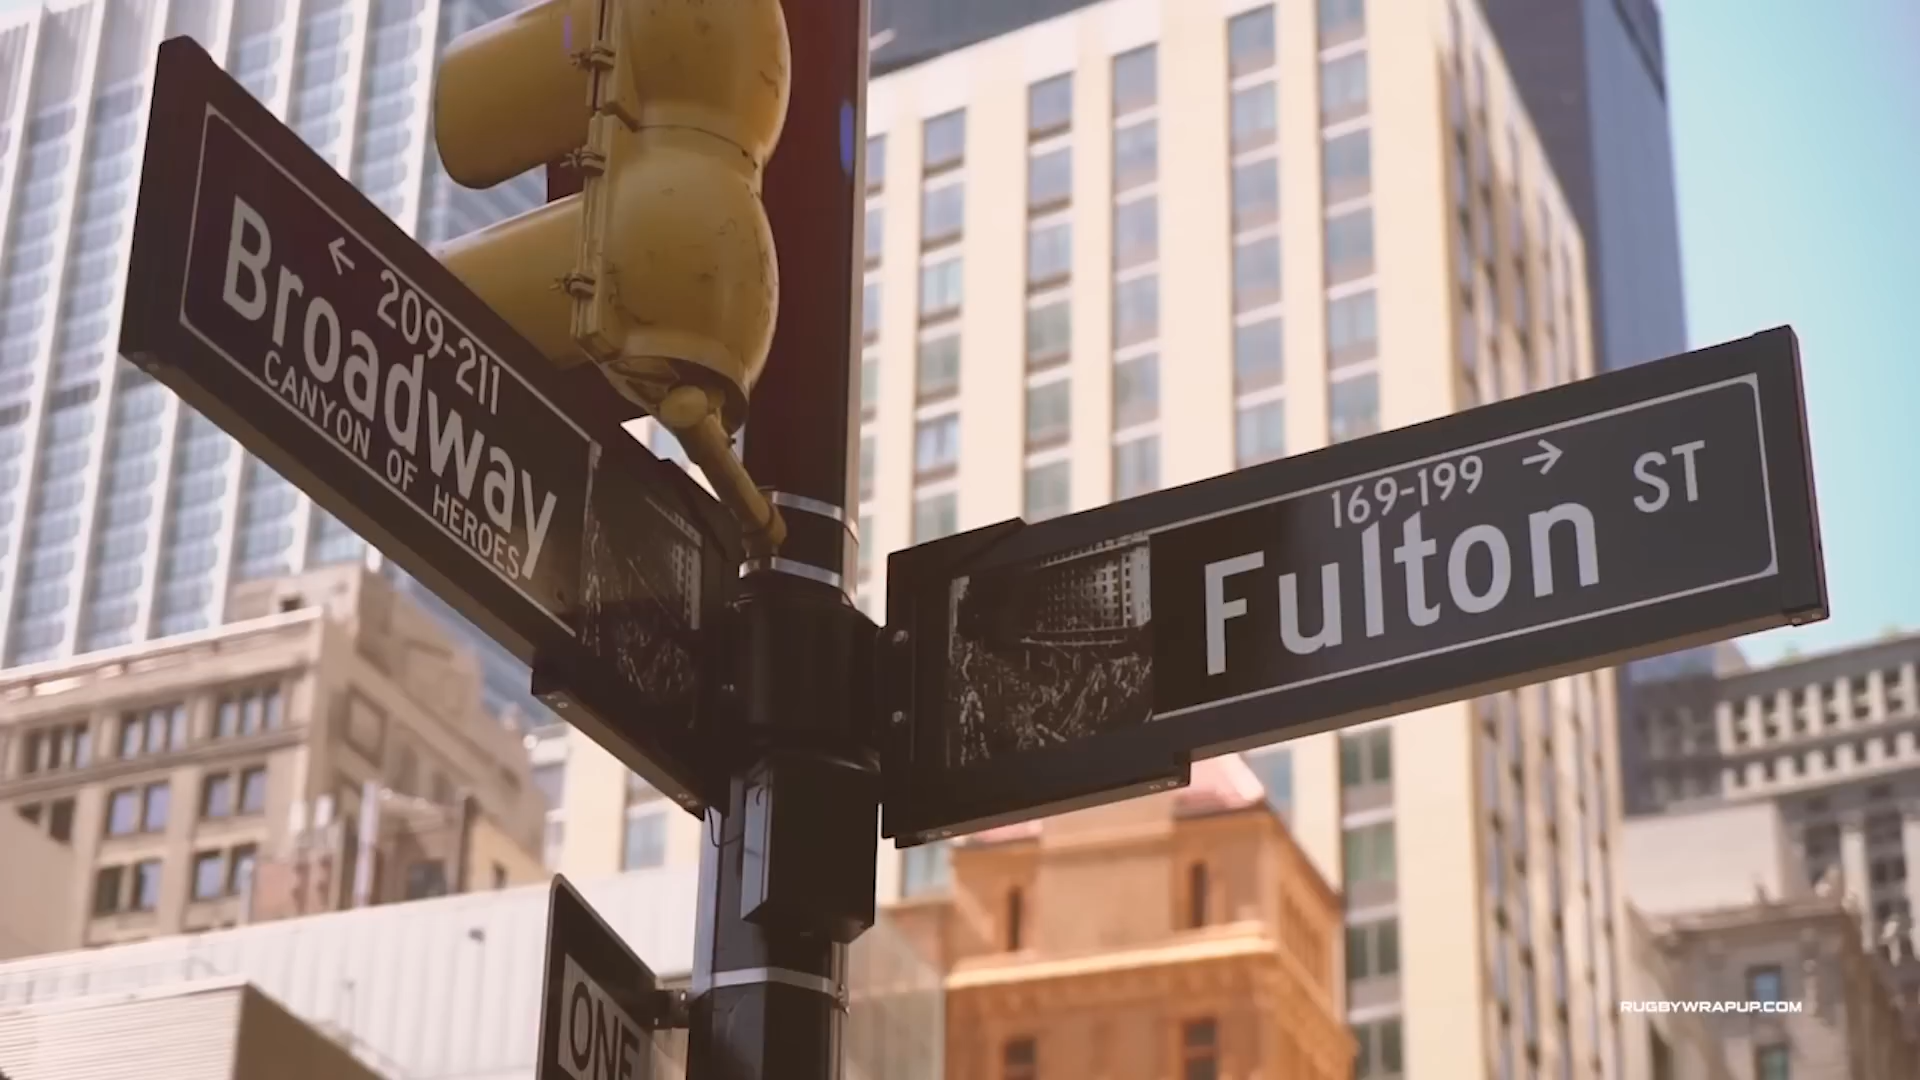 ← 209-211
Broadway
CANYON OF HEROES
169-199 →
Fulton ST
ONE
RUGBYWRAPUP.COM